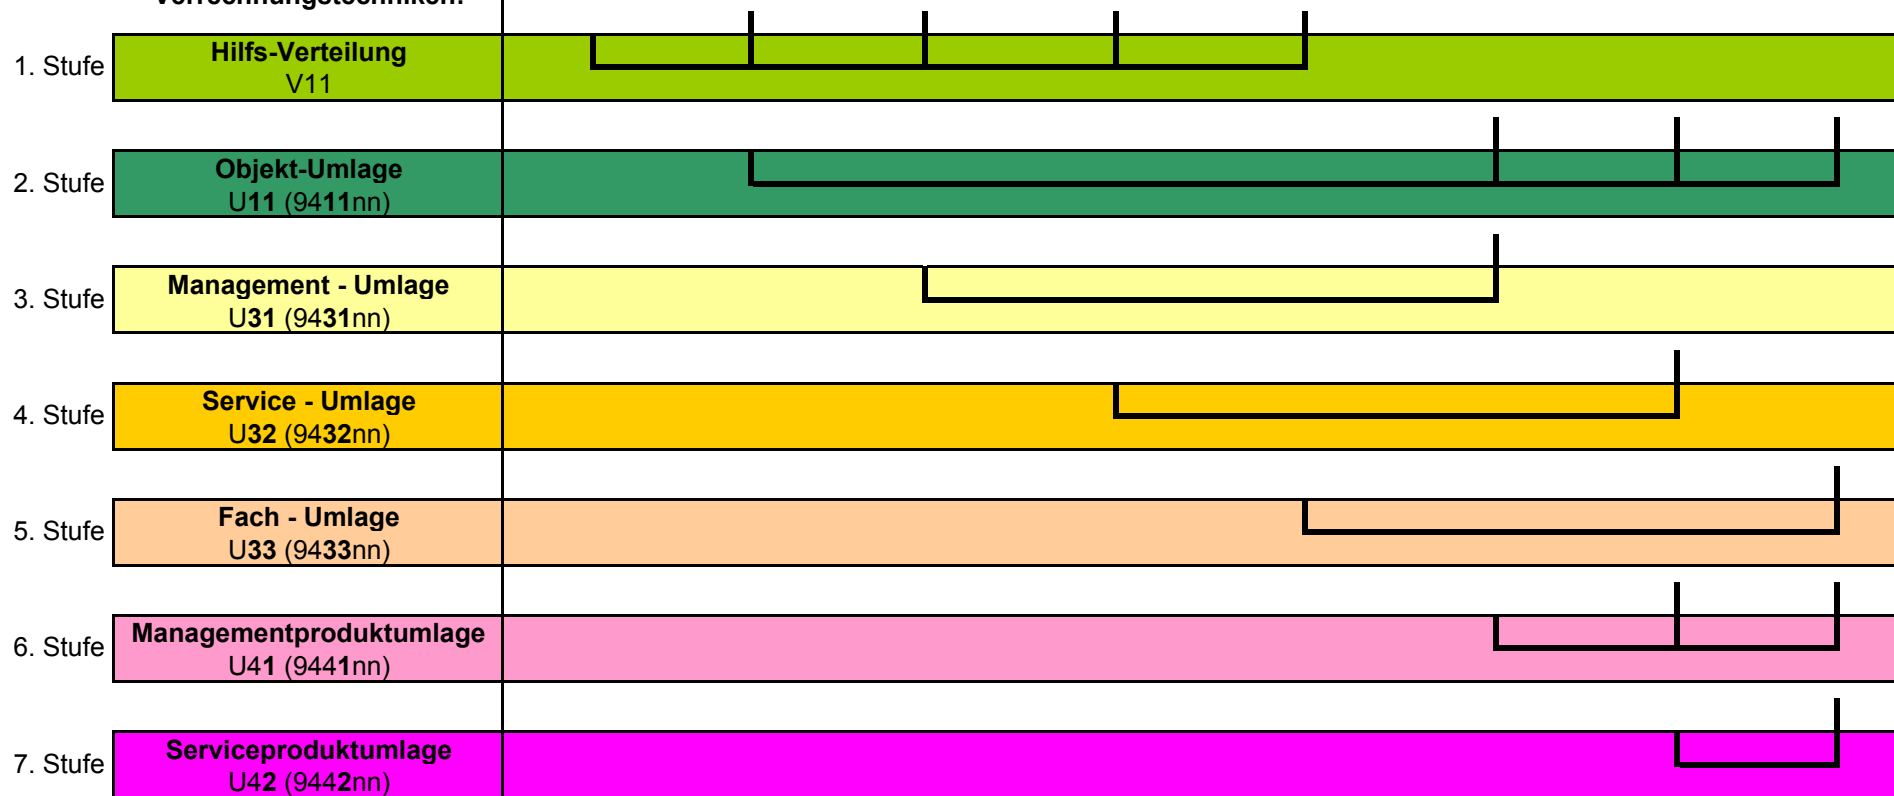 Verrechnungstechniken:
1. Stufe
Hilfs-Verteilung
V11
2. Stufe
Objekt-Umlage
U11 (9411nn)
3. Stufe
Management - Umlage
U31 (9431nn)
4. Stufe
Service - Umlage
U32 (9432nn)
5. Stufe
Fach - Umlage
U33 (9433nn)
6. Stufe
Managementproduktumlage
U41 (9441nn)
7. Stufe
Serviceproduktumlage
U42 (9442nn)